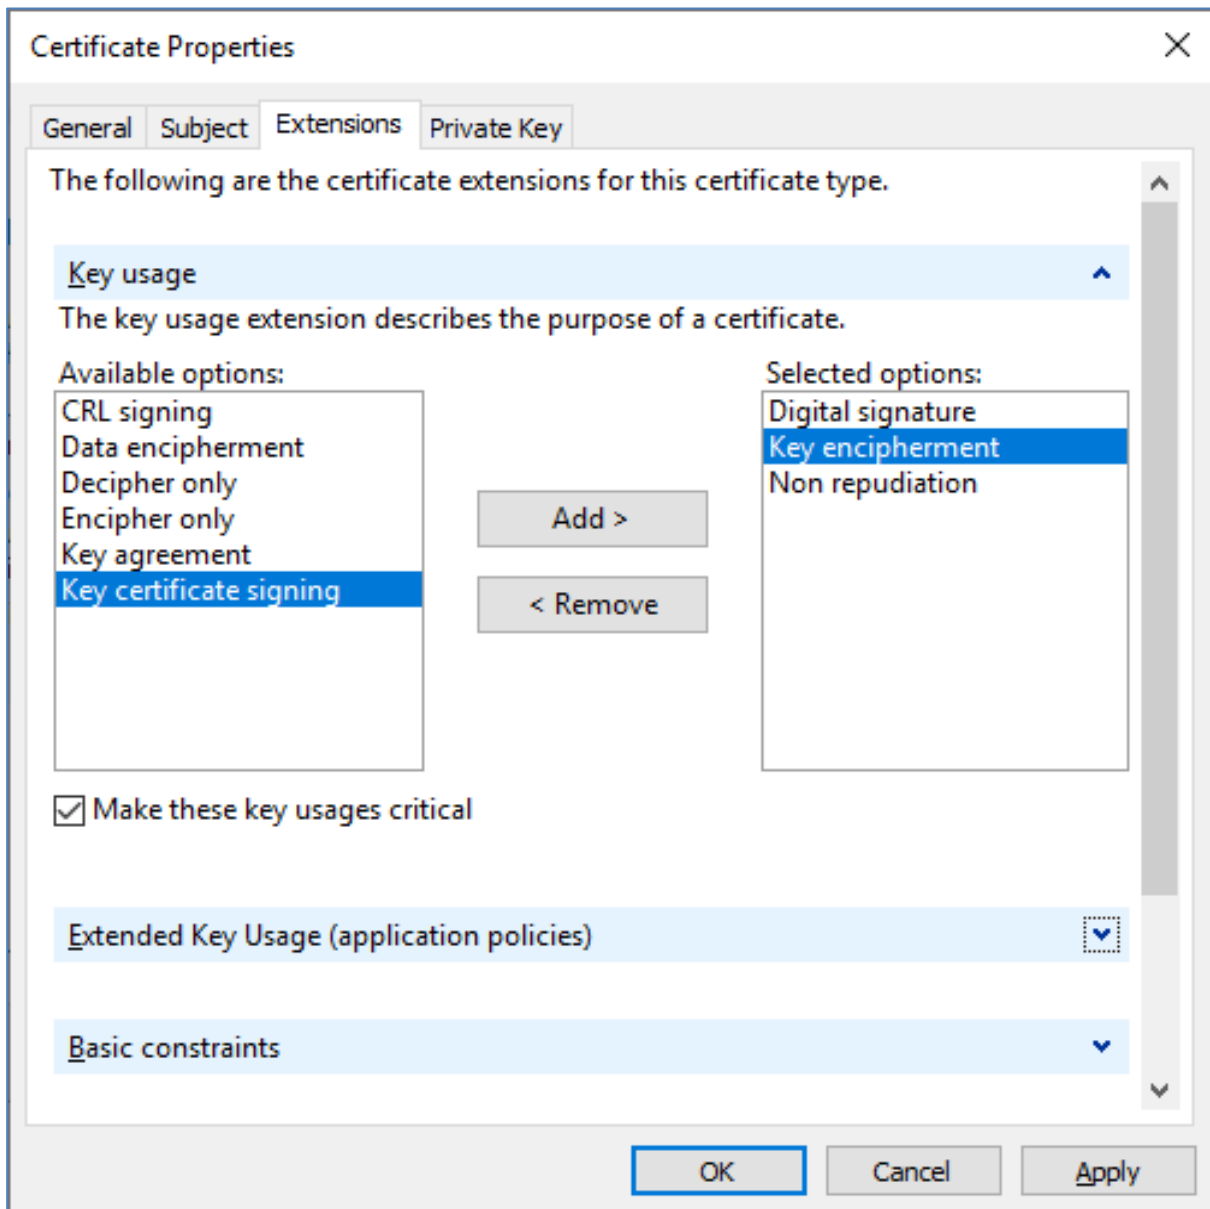 Certificate Properties
General Subject Extensions Private Key
The following are the certificate extensions for this certificate type.
Key usage
The key usage extension describes the purpose of a certificate.
Available options:
CRL signing
Data encipherment
Decipher only
Encipher only
Key agreement
Key certificate signing
Add >
< Remove
Selected options:
Digital signature
Key encipherment
Non repudiation
Make these key usages critical
Extended Key Usage (application policies)
Basic constraints
OK Cancel Apply